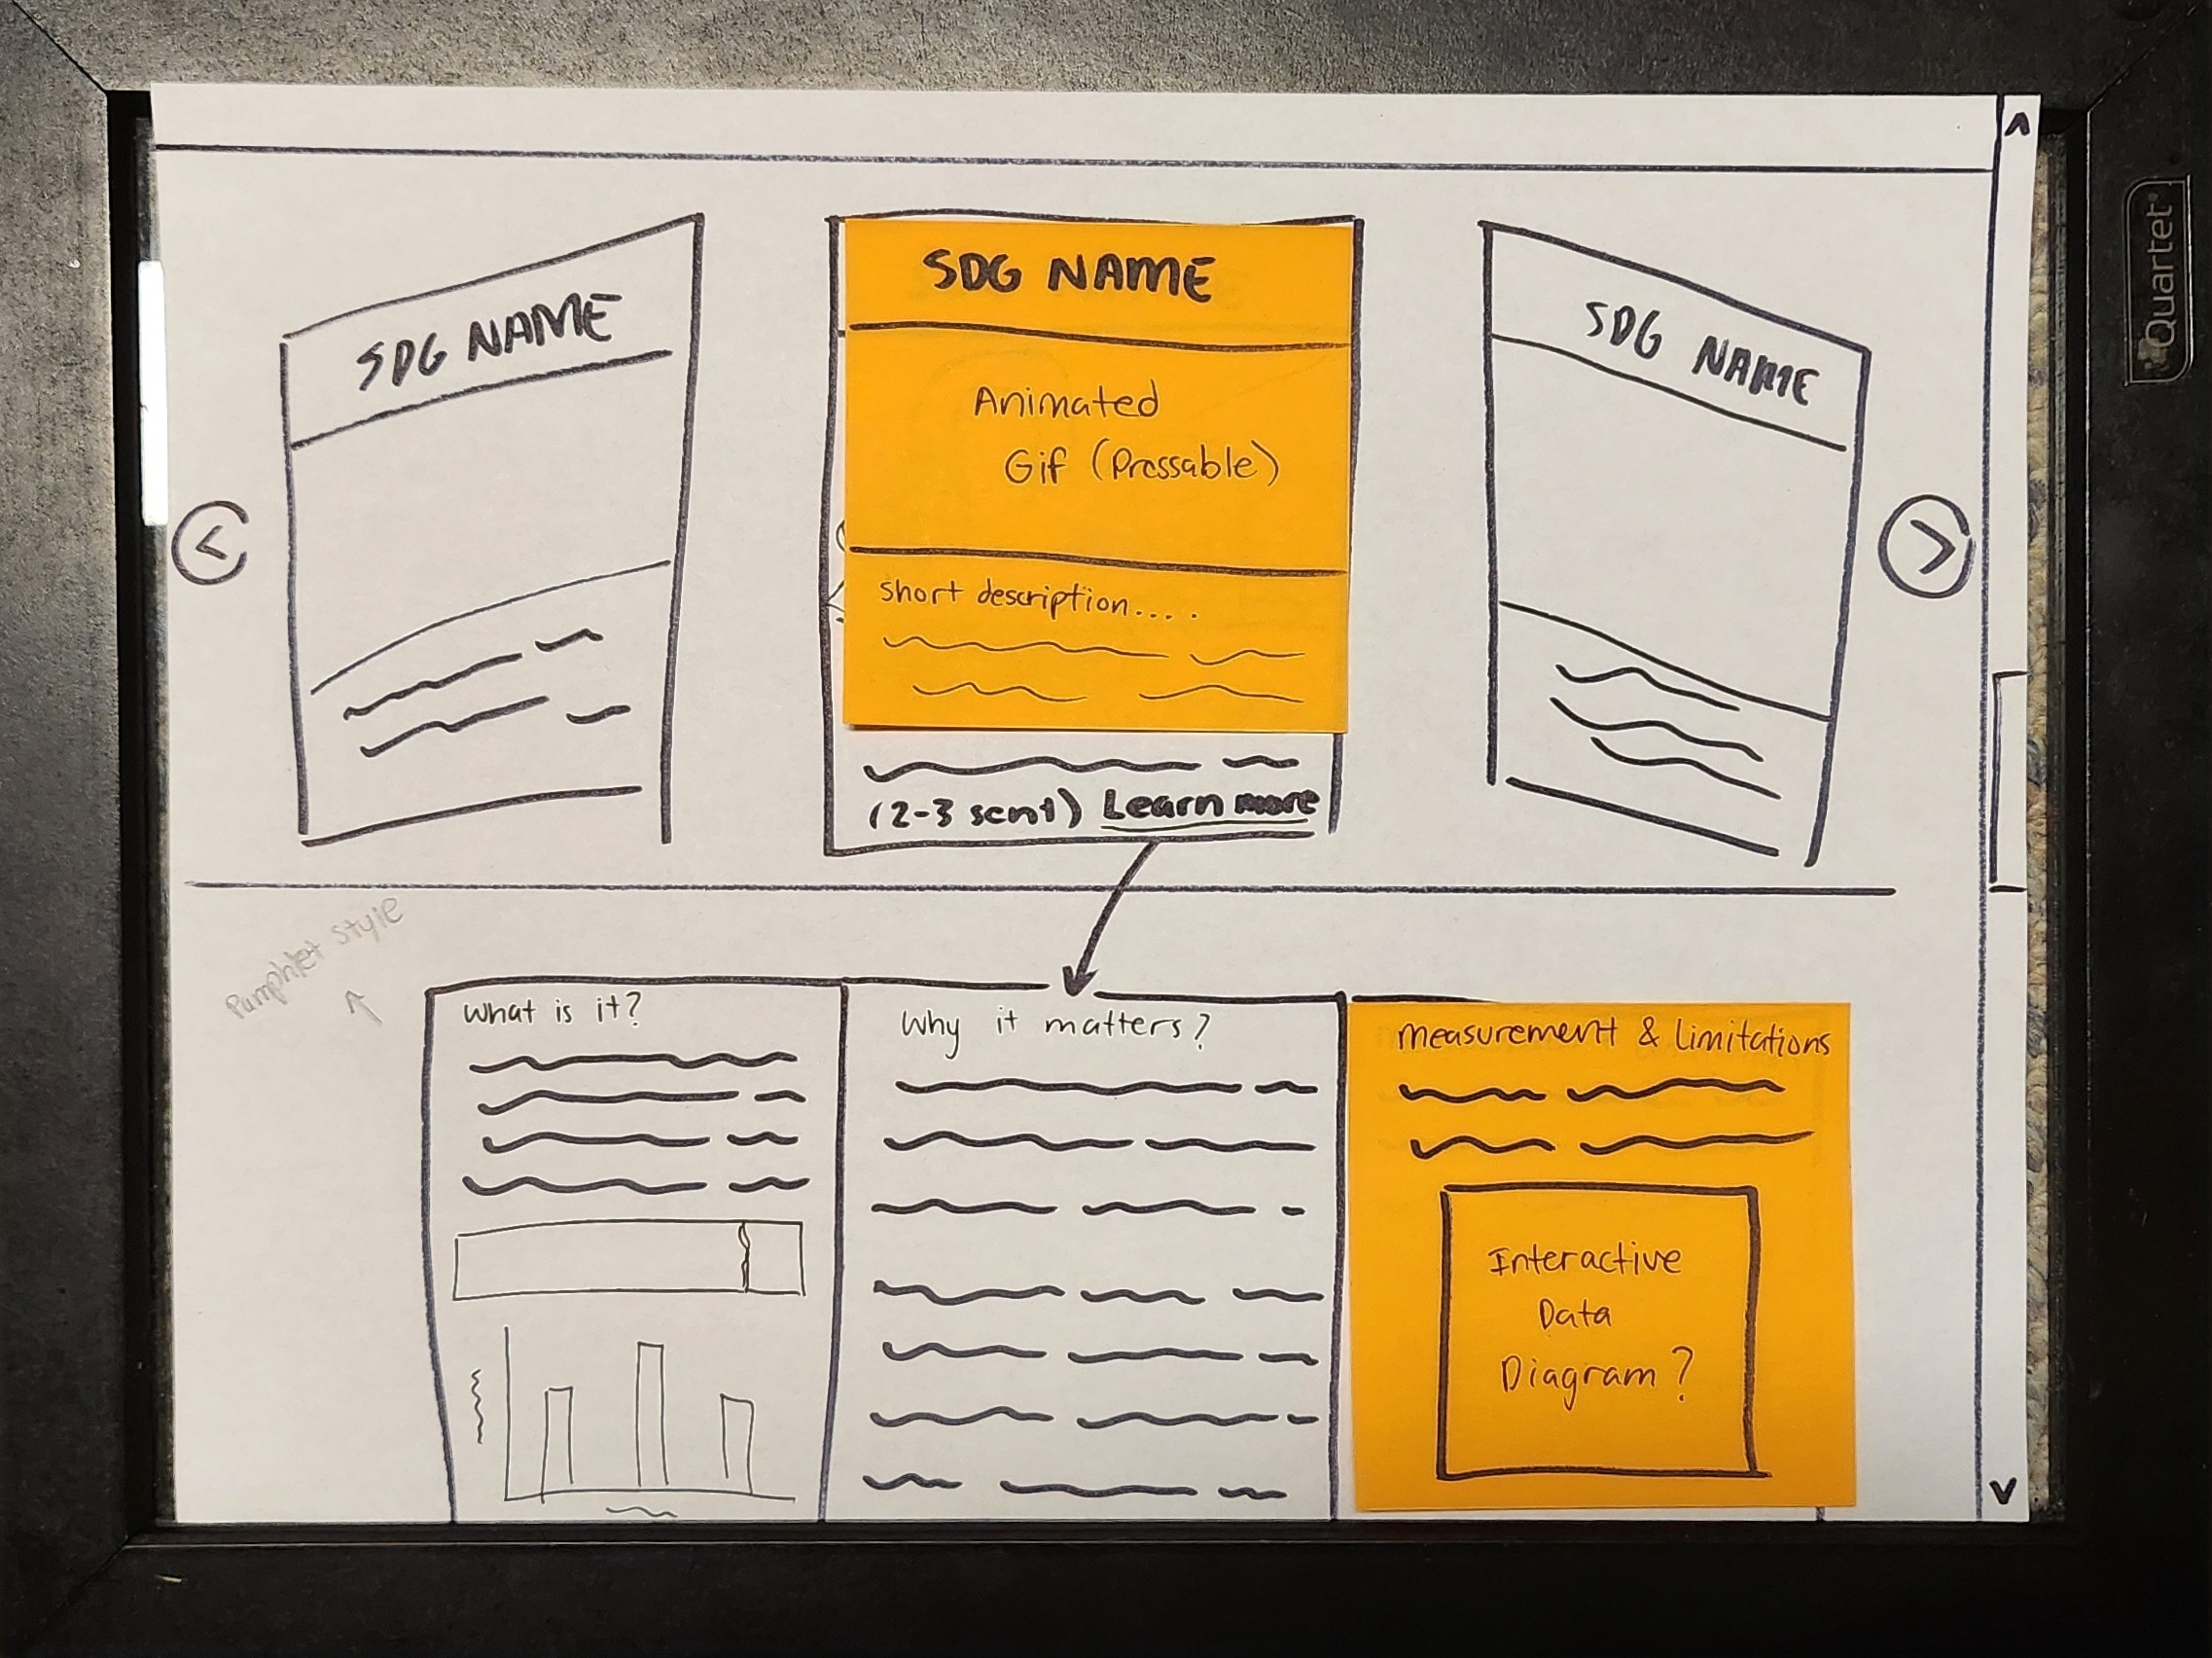 SDG NAME
SDG NAME
SDG NAME
Animated
Gif (Pressable)
short description.....
(2-3 sent) Learn more
Pamphlet style
What is it?
Why it matters?
measurement & Limitations
Interactive
Data
Diagram?
Quartet